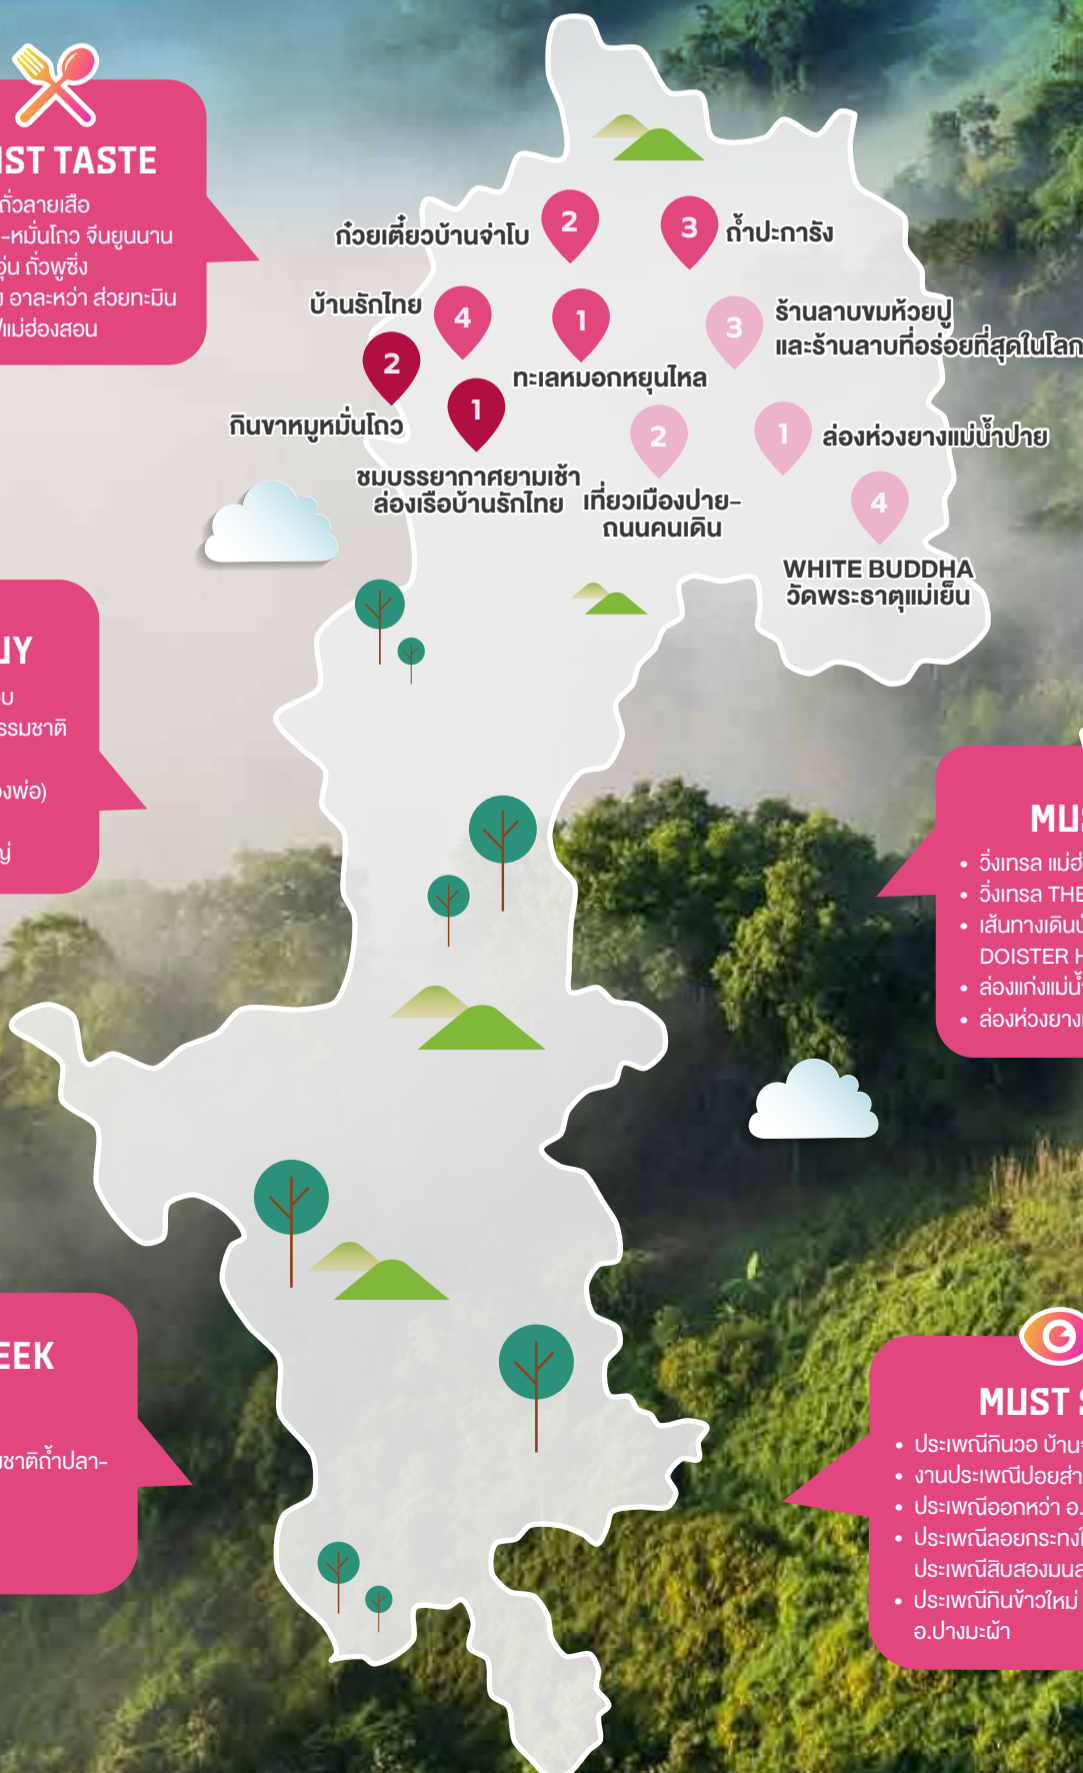 MUST TASTE
ถั่วลายเสือ
-หมั่นโถว จีนยูนนาน
อุ่น ถั่วพูซิ่ง
อาละหว่า ส่วยทะมิน
แม่ฮ่องสอน
2
ก๋วยเตี๋ยวบ้านจ่าโบ
3
ถ้ำปะการัง
บ้านรักไทย
4
1
ทะเลหมอกหยุนไหล
3
ร้านลาบขมห้วยปู
และร้านลาบที่อร่อยที่สุดในโลก
2
กินขาหมูหมั่นโถว
1
ชมบรรยากาศยามเช้า
ล่องเรือบ้านรักไทย
2
เที่ยวเมืองปาย-
ถนนคนเดิน
1
ล่องห่วงยางแม่น้ำปาย
4
WHITE BUDDHA
วัดพระธาตุแม่เย็น
UY
บ
รรมชาติ
งพ่อ)
ญ่
MUS
• วิ่งเทรล แม่ฮ่
• วิ่งเทรล THE
• เส้นทางเดินป่
DOISTER H
• ล่องแก่งแม่น้ำ
• ล่องห่วงยาง
EEK
มชาติถ้ำปลา-
MUST S
• ประเพณีกินวอ บ้าน
• งานประเพณีปอยส่า
• ประเพณีออกหว่า อ.
• ประเพณีลอยกระทง
ประเพณีสิบสองมน
• ประเพณีกินข้าวใหม่
อ.ปางมะผ้า